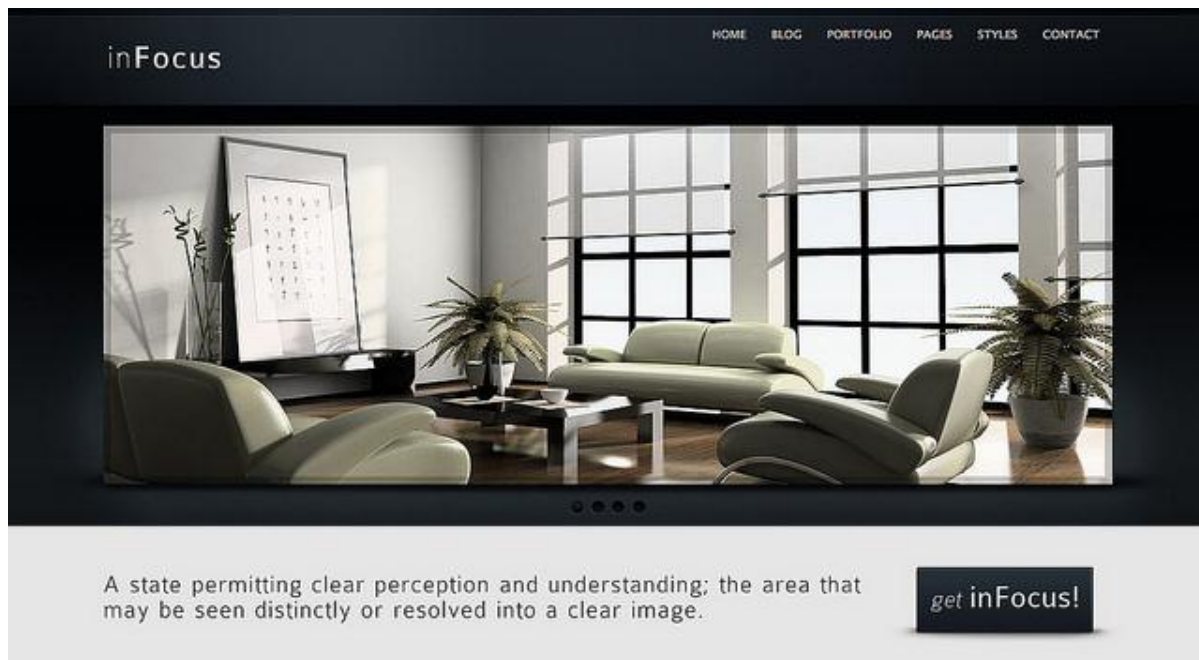 inFocus
HOME BLOG PORTFOLIO PAGES STYLES CONTACT
A state permitting clear perception and understanding; the area that
may be seen distinctly or resolved into a clear image.
get inFocus!